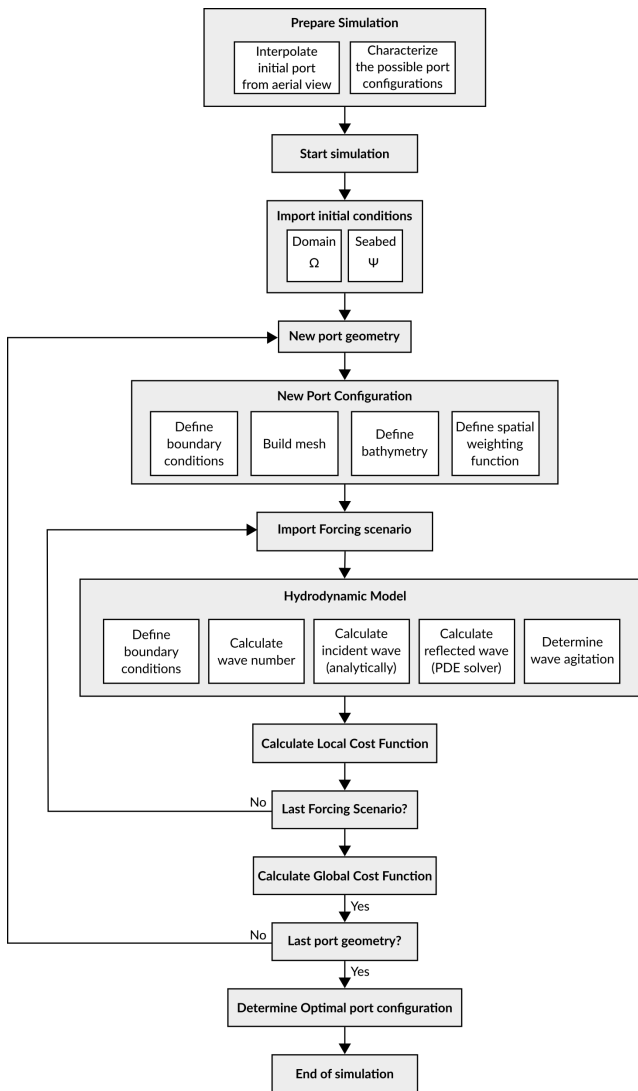 Prepare Simulation
Interpolate
initial port
from aerial view
Characterize
the possible port
configurations
Start simulation
Import initial conditions
Domain
Ω
Seabed
Ψ
New port geometry
New Port Configuration
Define
boundary
conditions
Build mesh
Define
bathymetry
Define spatial
weighting
function
Import Forcing scenario
Hydrodynamic Model
Define
boundary
conditions
Calculate
wave number
Calculate
incident wave
(analytically)
Calculate
reflected wave
(PDE solver)
Determine
wave agitation
Calculate Local Cost Function
No
Last Forcing Scenario?
Calculate Global Cost Function
Yes
No
Last port geometry?
Yes
Determine Optimal port configuration
End of simulation